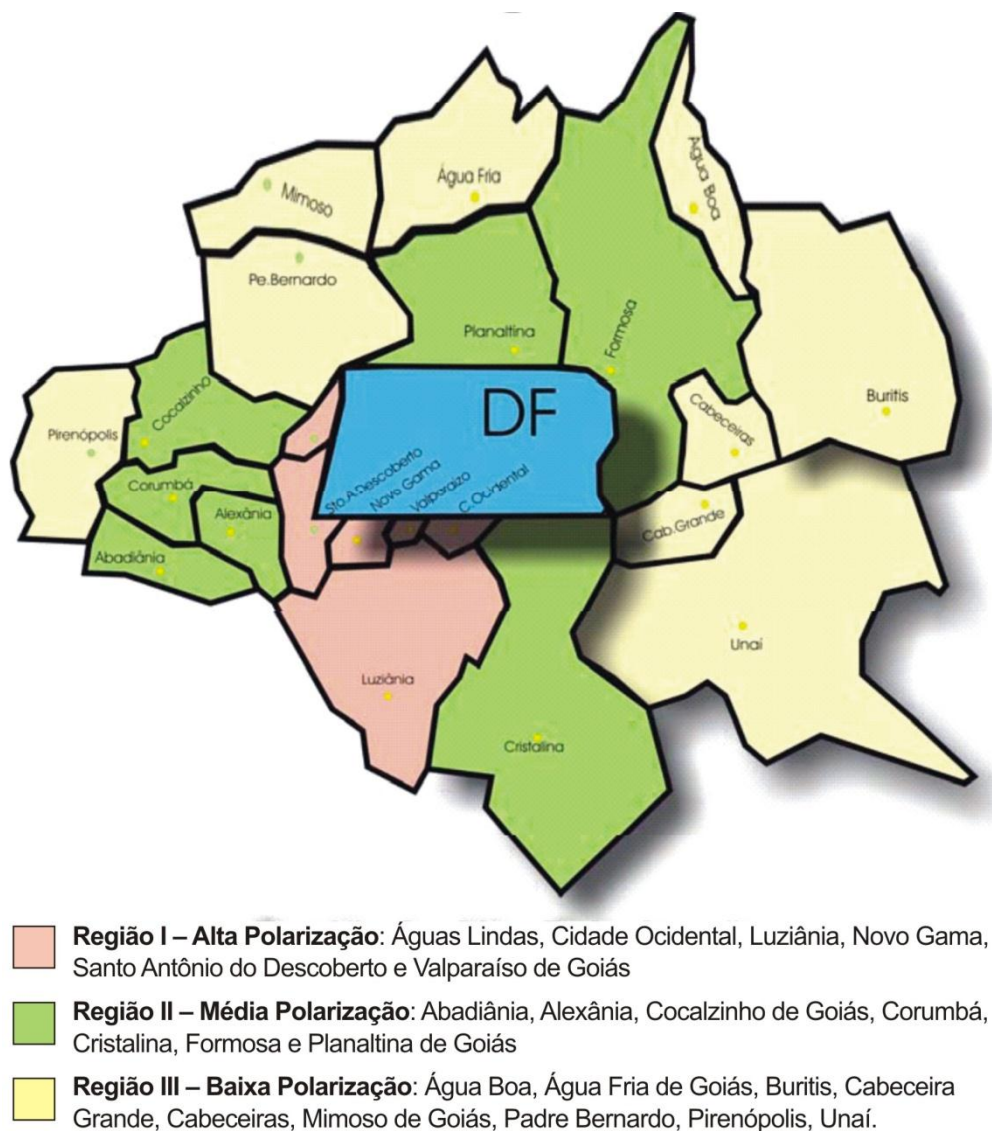 Água Fria
Água Boa
Mimoso
Pe.Bernardo
Planaltina
Formosa
DF
Buritis
Cabeceiras
Cocalzinho
Pirenópolis
Corumbá
Alexânia
Abadiânia
Sto.A.Descoberto
Novo Gama
Valparaizo
C. Ocidental
Cab.Grande
Unaí
Luziânia
Cristalina
Região I – Alta Polarização: Águas Lindas, Cidade Ocidental, Luziânia, Novo Gama,
Santo Antônio do Descoberto e Valparaíso de Goiás
Região II – Média Polarização: Abadiânia, Alexânia, Cocalzinho de Goiás, Corumbá,
Cristalina, Formosa e Planaltina de Goiás
Região III – Baixa Polarização: Água Boa, Água Fria de Goiás, Buritis, Cabeceira
Grande, Cabeceiras, Mimoso de Goiás, Padre Bernardo, Pirenópolis, Unaí.